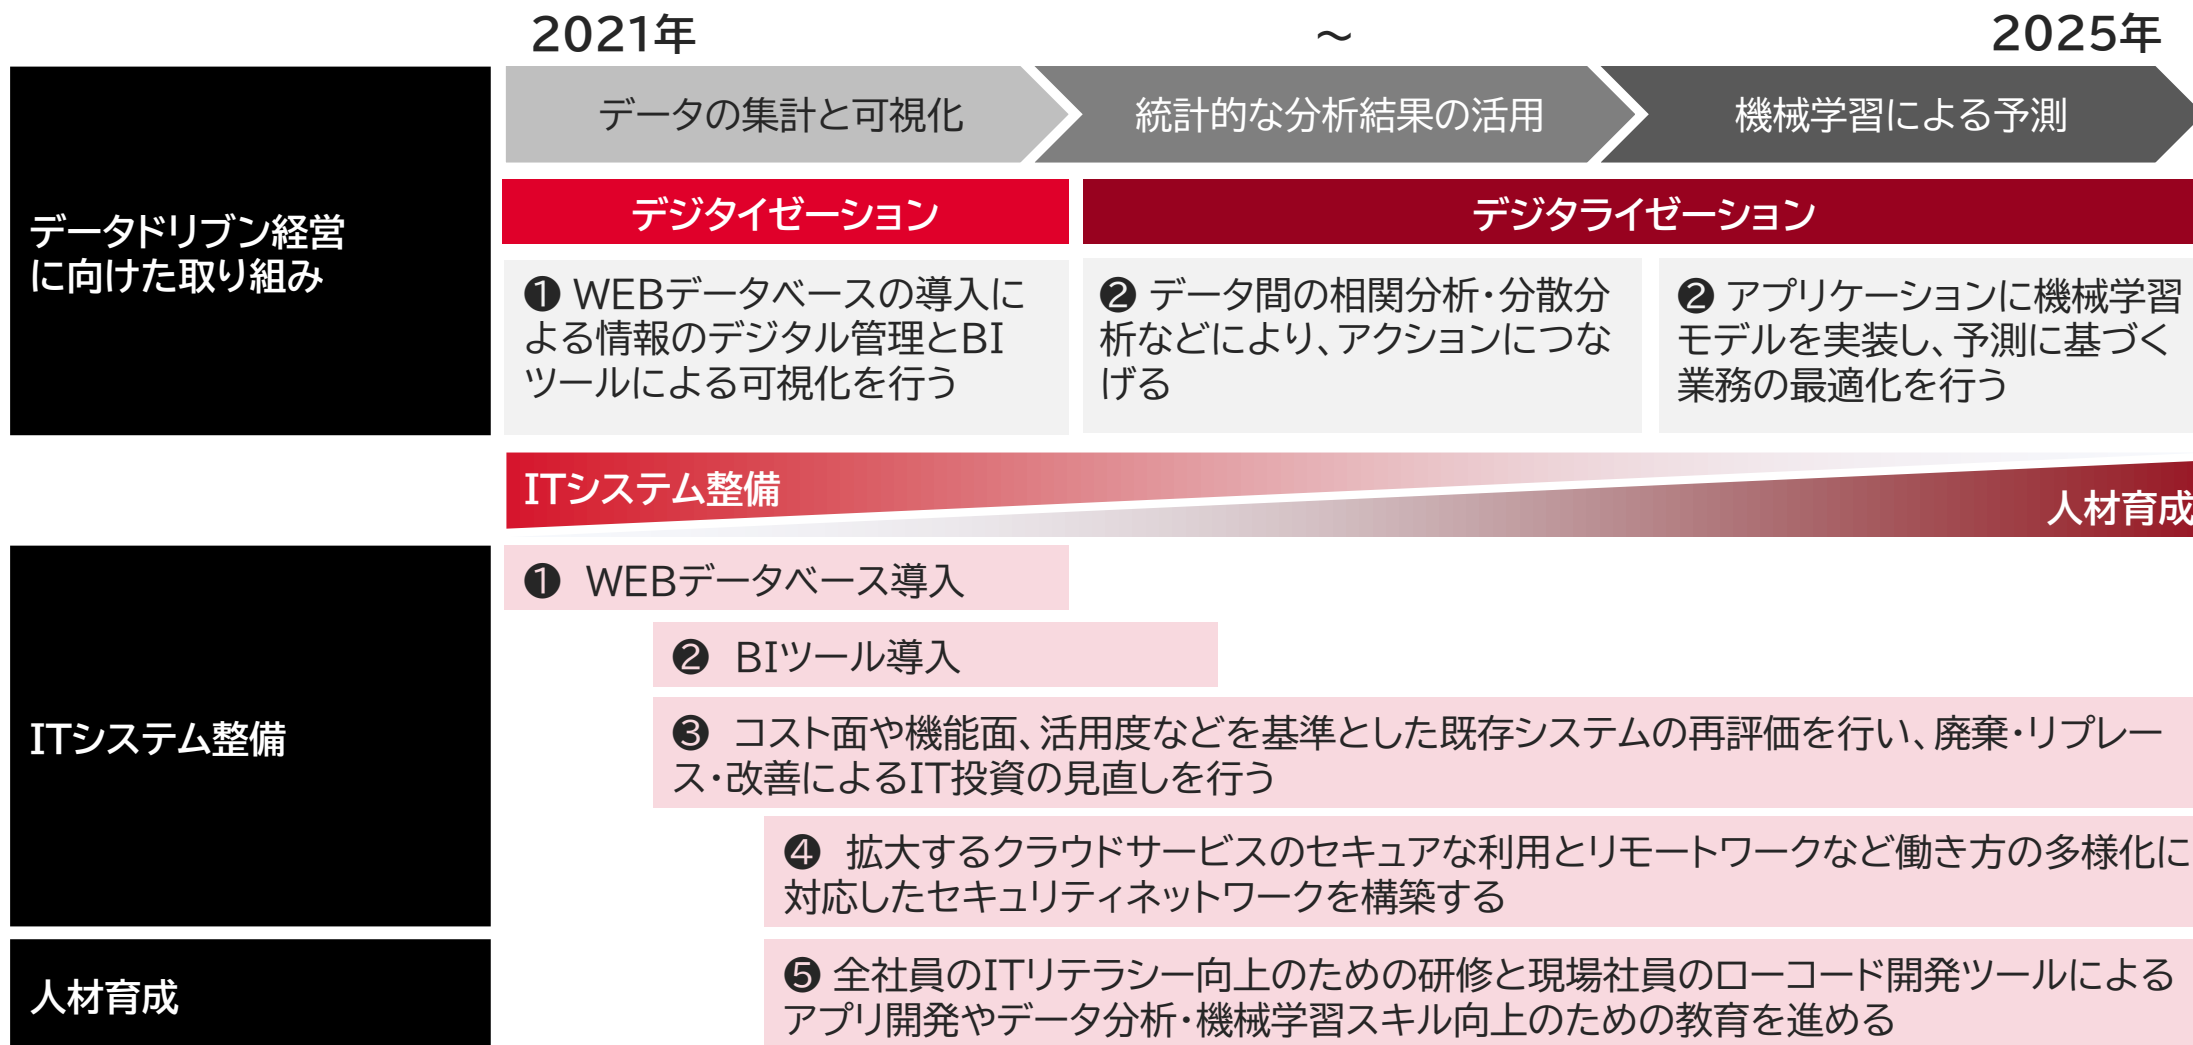 2021年 ～ 2025年
データの集計と可視化 統計的な分析結果の活用 機械学習による予測
データドリブン経営
に向けた取り組み
デジタイゼーション デジタライゼーション
❶ WEBデータベースの導入に
よる情報のデジタル管理とBI
ツールによる可視化を行う
❷ データ間の相関分析・分散分
析などにより、アクションにつな
げる
❷ アプリケーションに機械学習
モデルを実装し、予測に基づく
業務の最適化を行う
ITシステム整備
人材育成
ITシステム整備
❶ WEBデータベース導入
❷ BIツール導入
❸ コスト面や機能面、活用度などを基準とした既存システムの再評価を行い、廃棄・リプレー
ス・改善によるIT投資の見直しを行う
❹ 拡大するクラウドサービスのセキュアな利用とリモートワークなど働き方の多様化に
対応したセキュリティネットワークを構築する
人材育成
❺ 全社員のITリテラシー向上のための研修と現場社員のローコード開発ツールによる
アプリ開発やデータ分析・機械学習スキル向上のための教育を進める